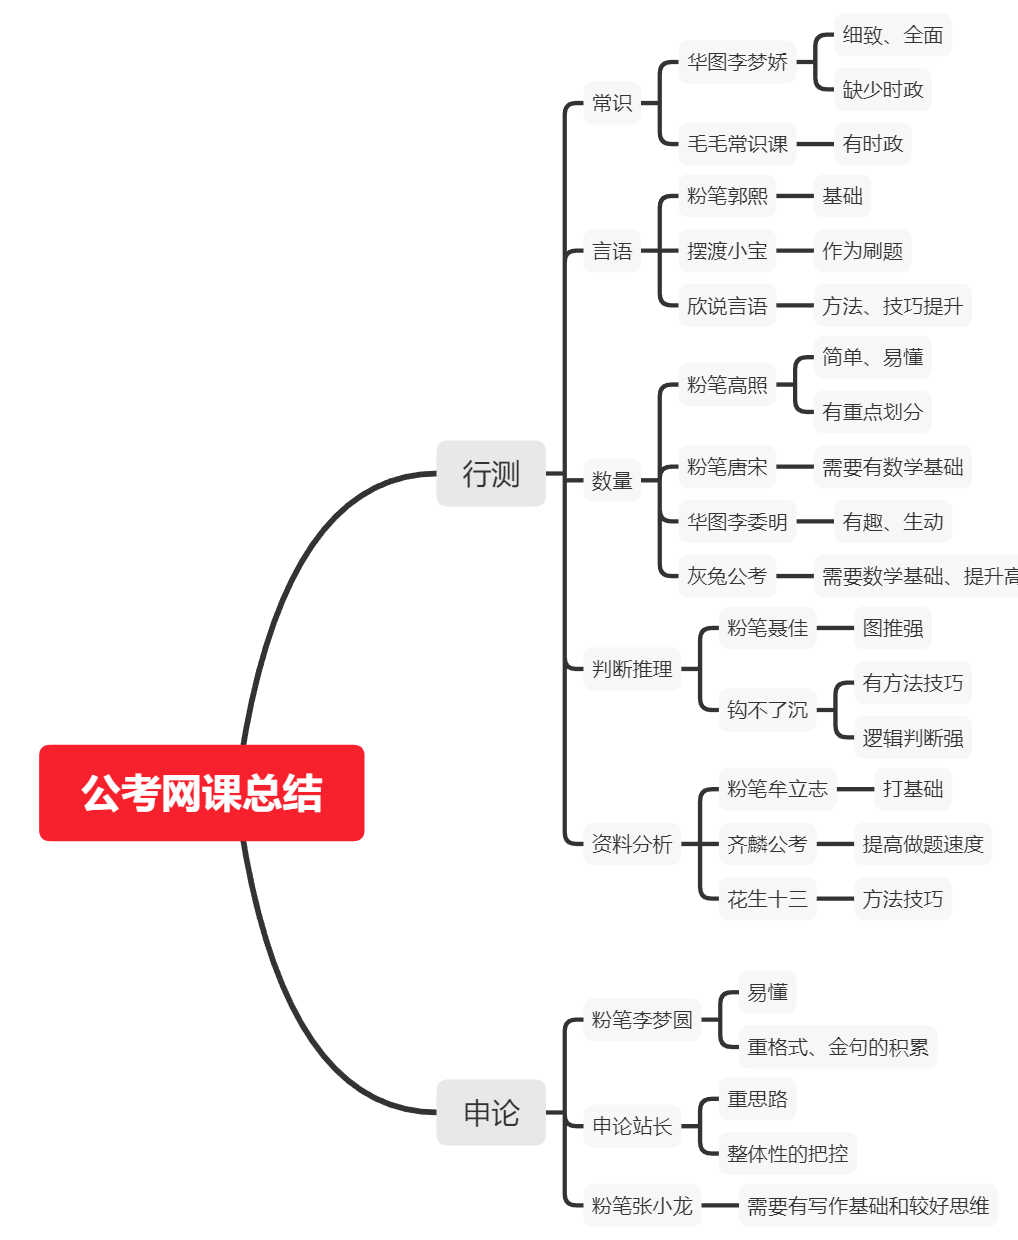 公考网课总结
行测
常识
华图李梦娇
细致、全面
缺少时政
毛毛常识课
有时政
言语
粉笔郭熙
基础
摆渡小宝
作为刷题
欣说言语
方法、技巧提升
数量
粉笔高照
简单、易懂
有重点划分
粉笔唐宋
需要有数学基础
华图李委明
有趣、生动
灰兔公考
需要数学基础、提升高
判断推理
粉笔聂佳
图推强
钩不了沉
有方法技巧
逻辑判断强
资料分析
粉笔牟立志
打基础
齐麟公考
提高做题速度
花生十三
方法技巧
申论
粉笔李梦圆
易懂
重格式、金句的积累
申论站长
重思路
整体性的把控
粉笔张小龙
需要有写作基础和较好思维